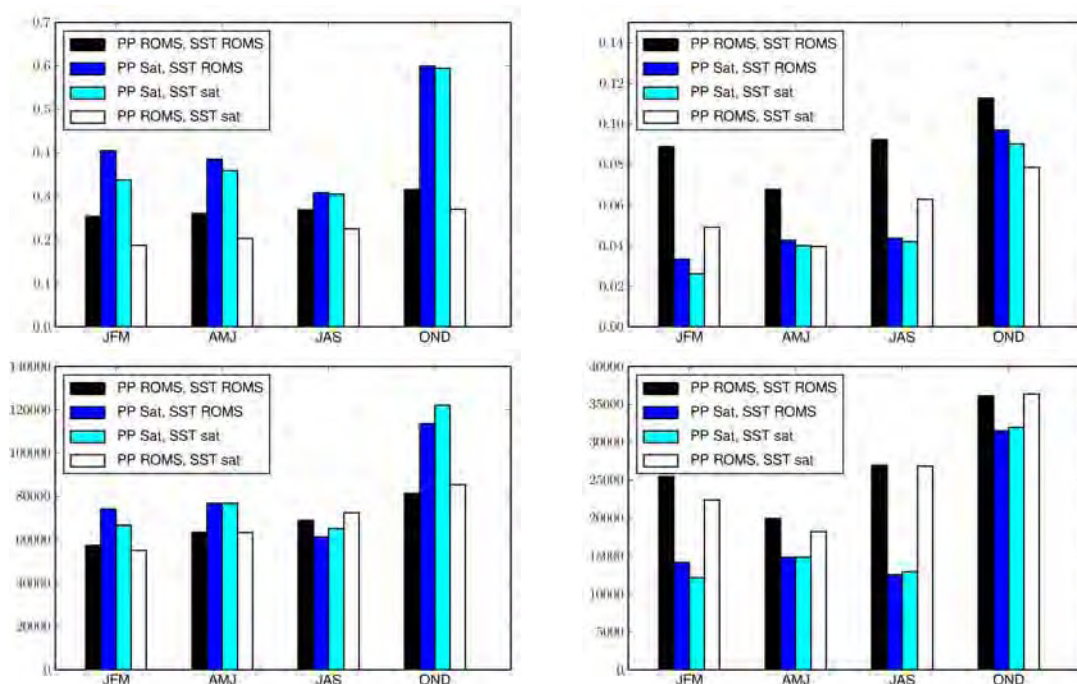 0.7
0.6
0.5
0.4
0.3
0.2
0.1
0.0
PP ROMS, SST ROMS
PP Sat, SST ROMS
PP Sat, SST sat
PP ROMS, SST sat
JFM AMJ JAS OND
0.14
0.12
0.10
0.08
0.06
0.04
0.02
0.00
PP ROMS, SST ROMS
PP Sat, SST ROMS
PP Sat, SST sat
PP ROMS, SST sat
JFM AMJ JAS OND
140000
120000
100000
80000
60000
40000
20000
0
PP ROMS, SST ROMS
PP Sat, SST ROMS
PP Sat, SST sat
PP ROMS, SST sat
JFM AMJ JAS OND
40000
35000
30000
25000
20000
15000
10000
5000
0
PP ROMS, SST ROMS
PP Sat, SST ROMS
PP Sat, SST sat
PP ROMS, SST sat
JFM AMJ JAS OND